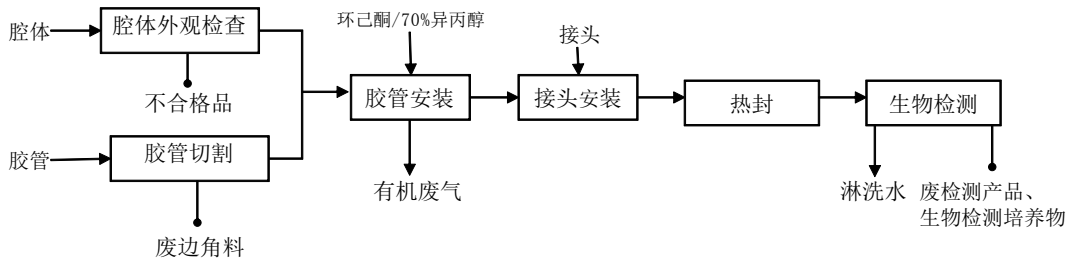 腔体
腔体外观检查
不合格品
胶管
胶管切割
废边角料
环己酮/70%异丙醇
胶管安装
有机废气
接头
接头安装
热封
生物检测
淋洗水
废检测产品、
生物检测培养物